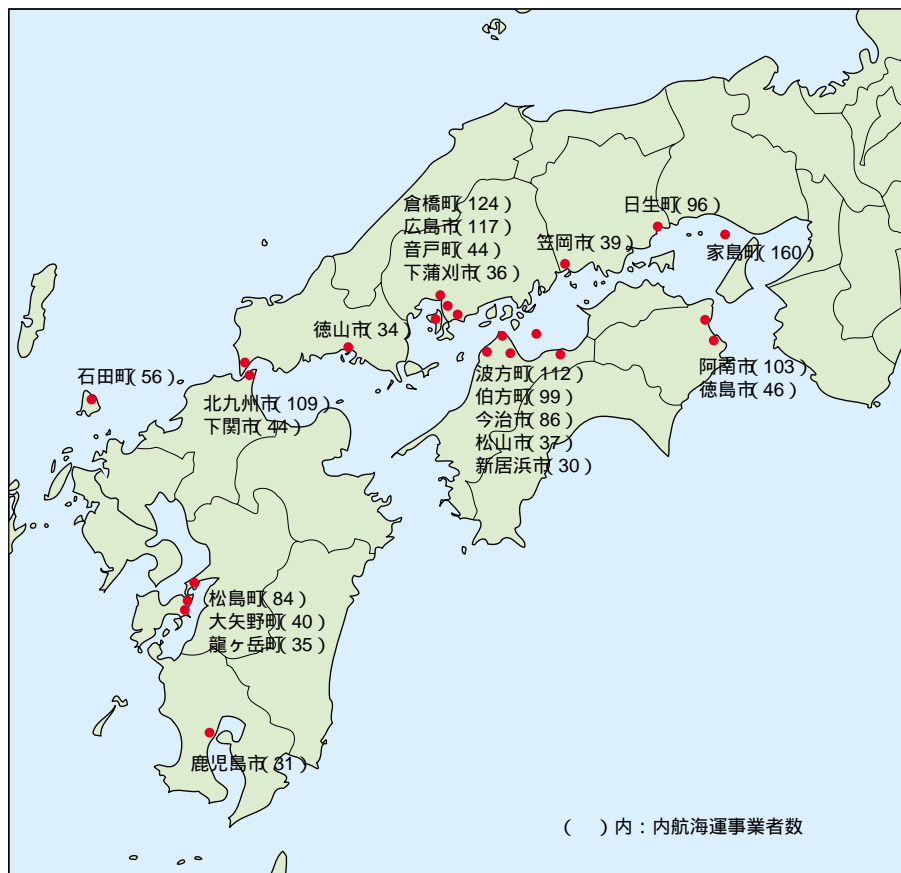 倉橋町(124)
広島市(117)
音戸町(44)
下蒲刈市(36)
日生町(96)
笠岡市(39)
家島町(160)
徳山市(34)
石田町(56)
北九州市(109)
下関市(44)
波方町(112)
伯方町(99)
今治市(86)
松山市(37)
新居浜市(30)
阿南市(103)
徳島市(46)
松島町(84)
大矢野町(40)
龍ヶ岳町(35)
鹿児島市(31)
(　)内：内航海運事業者数